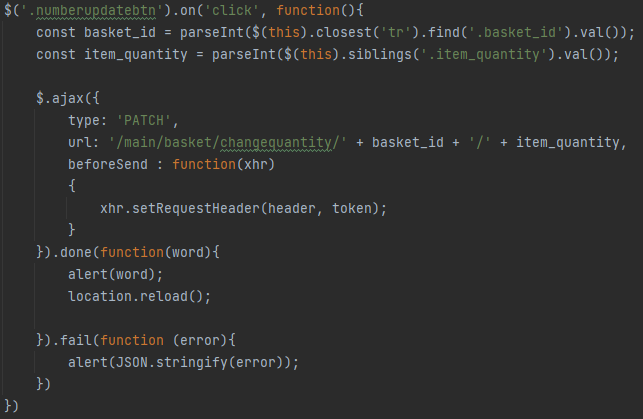 $('.numberupdatebtn').on('click', function(){
    const basket_id = parseInt($(this).closest('tr').find('.basket_id').val());
    const item_quantity = parseInt($(this).siblings('.item_quantity').val());

    $.ajax({
        type: 'PATCH',
        url: '/main/basket/changequantity/' + basket_id + '/' + item_quantity,
        beforeSend : function(xhr)
        {
            xhr.setRequestHeader(header, token);
        }
    }).done(function(word){
        alert(word);
        location.reload();

    }).fail(function (error){
        alert(JSON.stringify(error));
    })
})